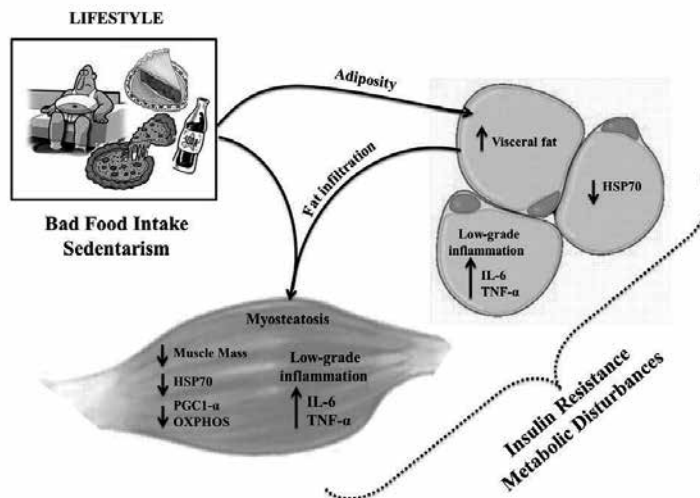 LIFESTYLE
Bad Food Intake
Sedentarism
Adiposity
Fat infiltration
Visceral fat
HSP70
Low-grade
inflammation
IL-6
TNF-α
Myosteatosis
Muscle Mass
HSP70
PGC1-α
OXPHOS
Low-grade
inflammation
IL-6
TNF-α
Insulin Resistance
Metabolic Disturbances